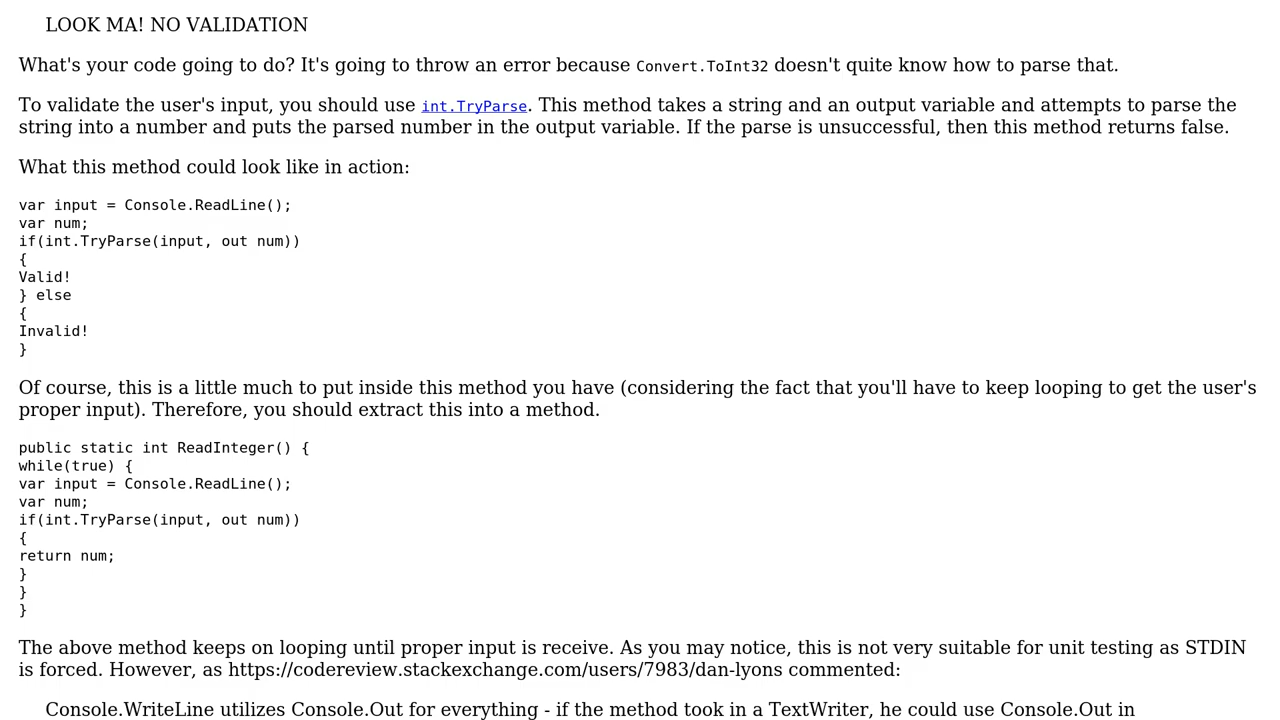 LOOK MA! NO VALIDATION
What's your code going to do? It's going to throw an error because Convert.ToInt32 doesn't quite know how to parse that.
To validate the user's input, you should use int.TryParse. This method takes a string and an output variable and attempts to parse the
string into a number and puts the parsed number in the output variable. If the parse is unsuccessful, then this method returns false.
What this method could look like in action:
var input = Console.ReadLine();
var num;
if(int.TryParse(input, out num))
{
Valid!
} else
{
Invalid!
}
Of course, this is a little much to put inside this method you have (considering the fact that you'll have to keep looping to get the user's
proper input). Therefore, you should extract this into a method.
public static int ReadInteger() {
while(true) {
var input = Console.ReadLine();
var num;
if(int.TryParse(input, out num))
{
return num;
}
}
}
The above method keeps on looping until proper input is receive. As you may notice, this is not very suitable for unit testing as STDIN
is forced. However, as https://codereview.stackexchange.com/users/7983/dan-lyons commented:
Console.WriteLine utilizes Console.Out for everything - if the method took in a TextWriter, he could use Console.Out in